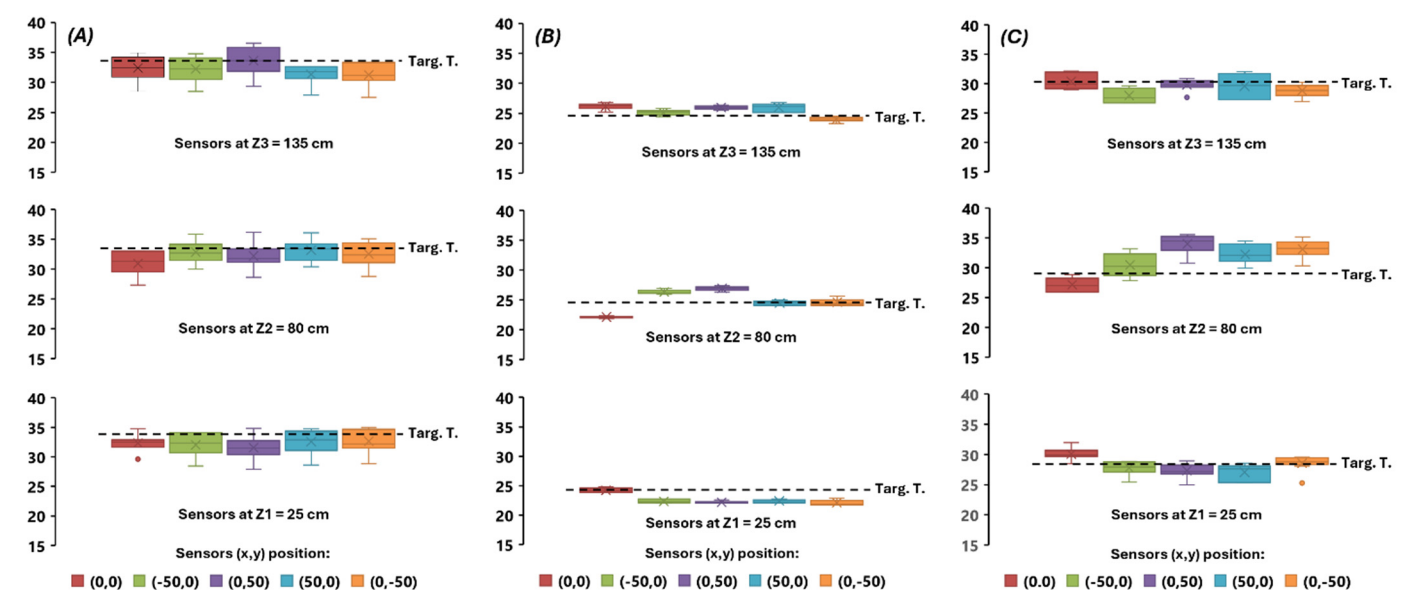 (A)
40
35
30
25
20
15
Targ. T.
Sensors at Z3 = 135 cm
40
35
30
25
20
15
Targ. T.
Sensors at Z2 = 80 cm
40
35
30
25
20
15
Targ. T.
Sensors at Z1 = 25 cm
Sensors (x,y) position:
(0,0) (-50,0) (0,50) (50,0) (0,-50)
(B)
40
35
30
25
20
15
Targ. T.
Sensors at Z3 = 135 cm
40
35
30
25
20
15
Targ. T.
Sensors at Z2 = 80 cm
40
35
30
25
20
15
Targ. T.
Sensors at Z1 = 25 cm
Sensors (x,y) position:
(0,0) (-50,0) (0,50) (50,0) (0,-50)
(C)
40
35
30
25
20
15
Targ. T.
Sensors at Z3 = 135 cm
40
35
30
25
20
15
Targ. T.
Sensors at Z2 = 80 cm
40
35
30
25
20
15
Targ. T.
Sensors at Z1 = 25 cm
Sensors (x,y) position:
(0.0) (-50,0) (0,50) (50,0) (0,-50)